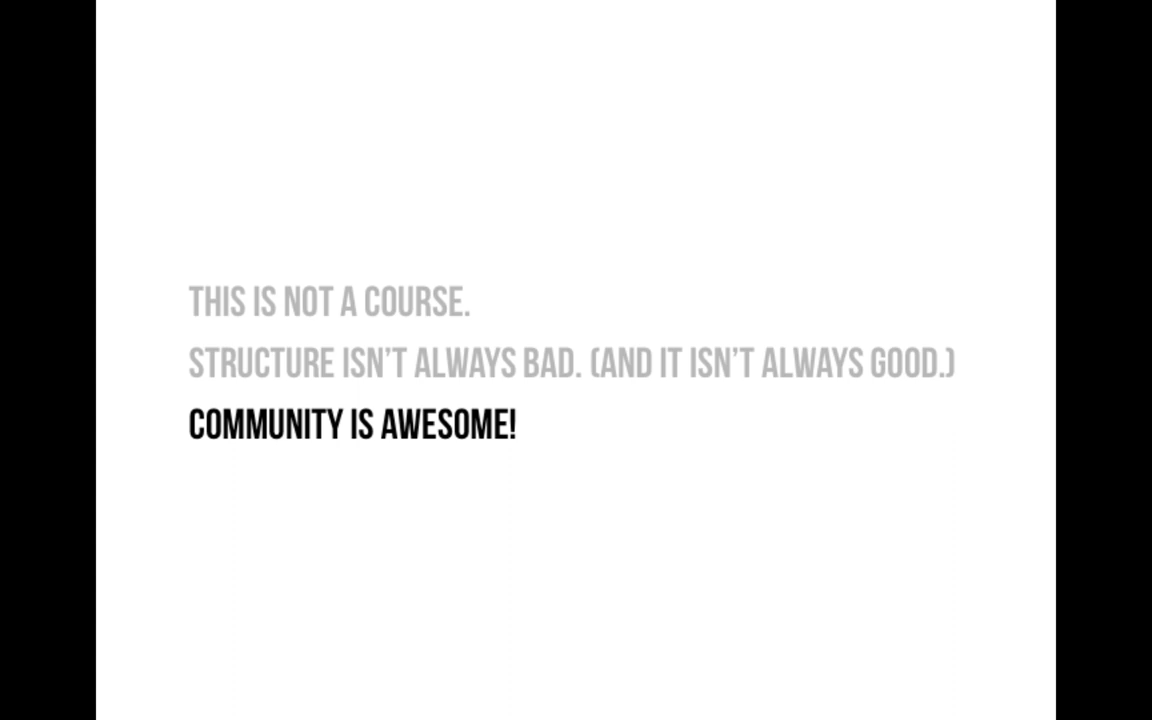 THIS IS NOT A COURSE.
STRUCTURE ISN’T ALWAYS BAD. (AND IT ISN’T ALWAYS GOOD.)
COMMUNITY IS AWESOME!